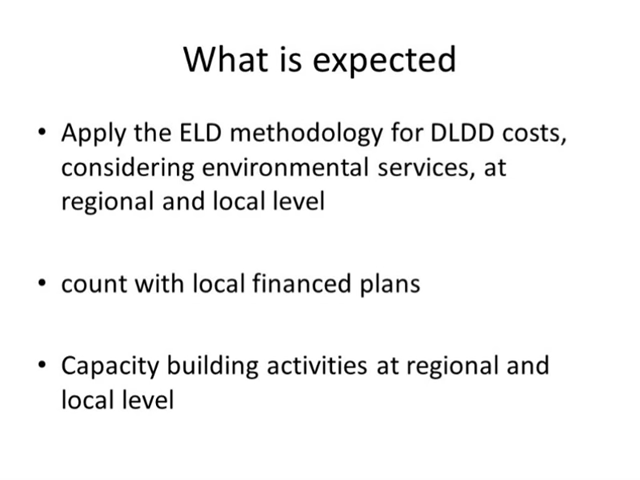 What is expected
• Apply the ELD methodology for DLDD costs,
considering environmental services, at
regional and local level
• count with local financed plans
• Capacity building activities at regional and
local level